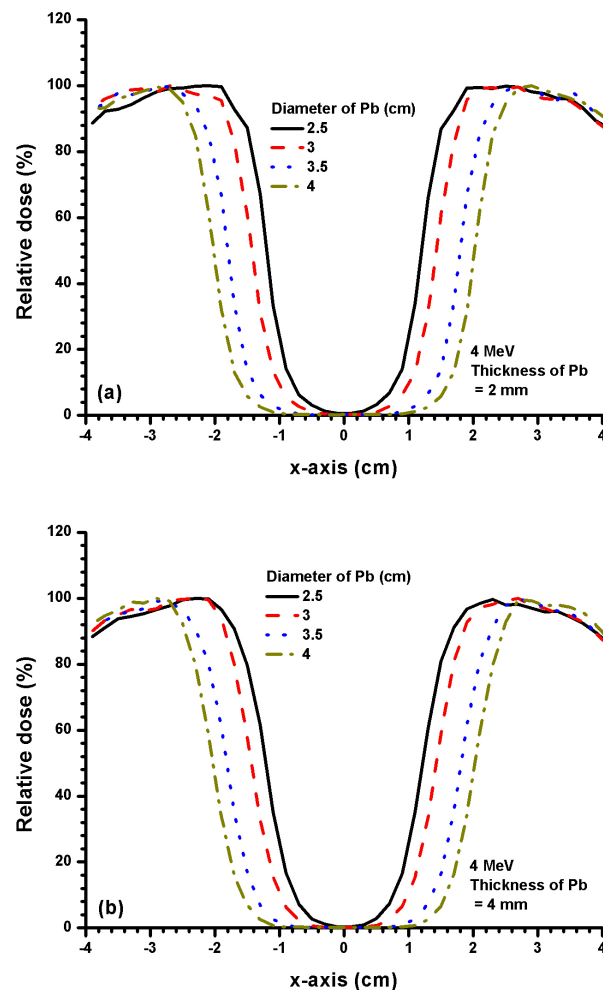 120
100
80
60
40
20
0
Relative dose (%)
Diameter of Pb (cm)
2.5
3
3.5
4
4 MeV
Thickness of Pb
= 2 mm
(a)
-4 -3 -2 -1 0 1 2 3 4
x-axis (cm)
120
100
80
60
40
20
0
Relative dose (%)
Diameter of Pb (cm)
2.5
3
3.5
4
4 MeV
Thickness of Pb
= 4 mm
(b)
-4 -3 -2 -1 0 1 2 3 4
x-axis (cm)